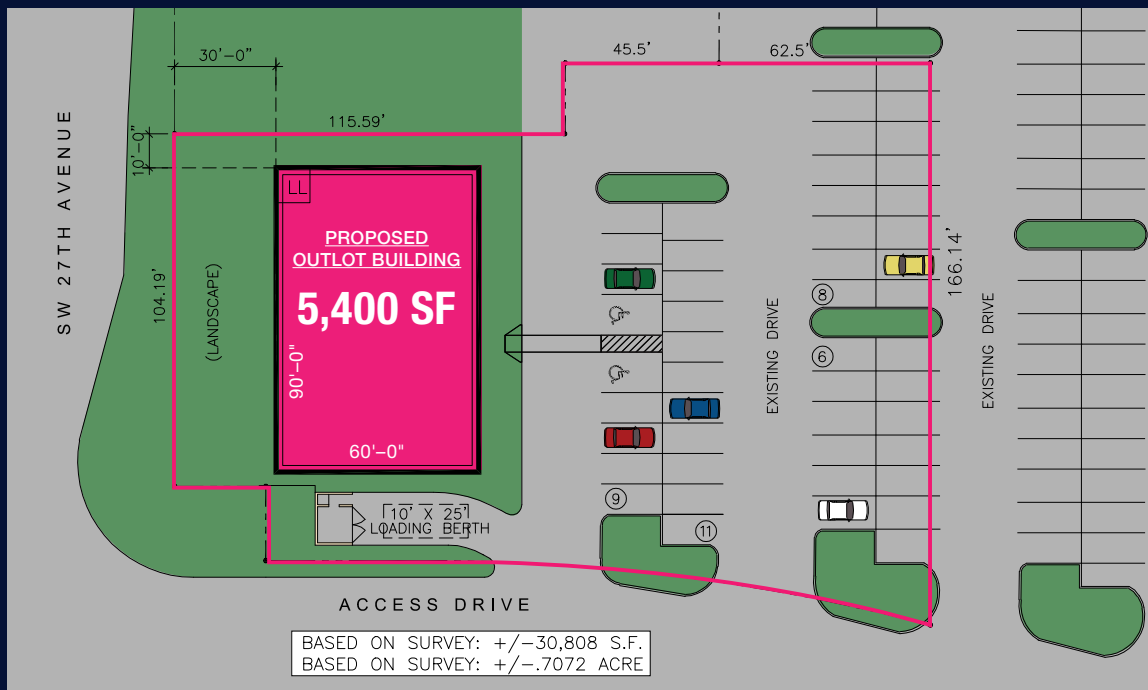 45.5'
62.5'
30'-0"
115.59'
10'-0"
SW 27TH AVENUE
LL
PROPOSED
OUTLOT BUILDING
5,400 SF
104.19'
(LANDSCAPE)
90'-0"
60'-0"
166.14'
8
6
EXISTING DRIVE
EXISTING DRIVE
9
11
10' X 25'
LOADING BERTH
ACCESS DRIVE
BASED ON SURVEY: +/-30,808 S.F.
BASED ON SURVEY: +/-.7072 ACRE